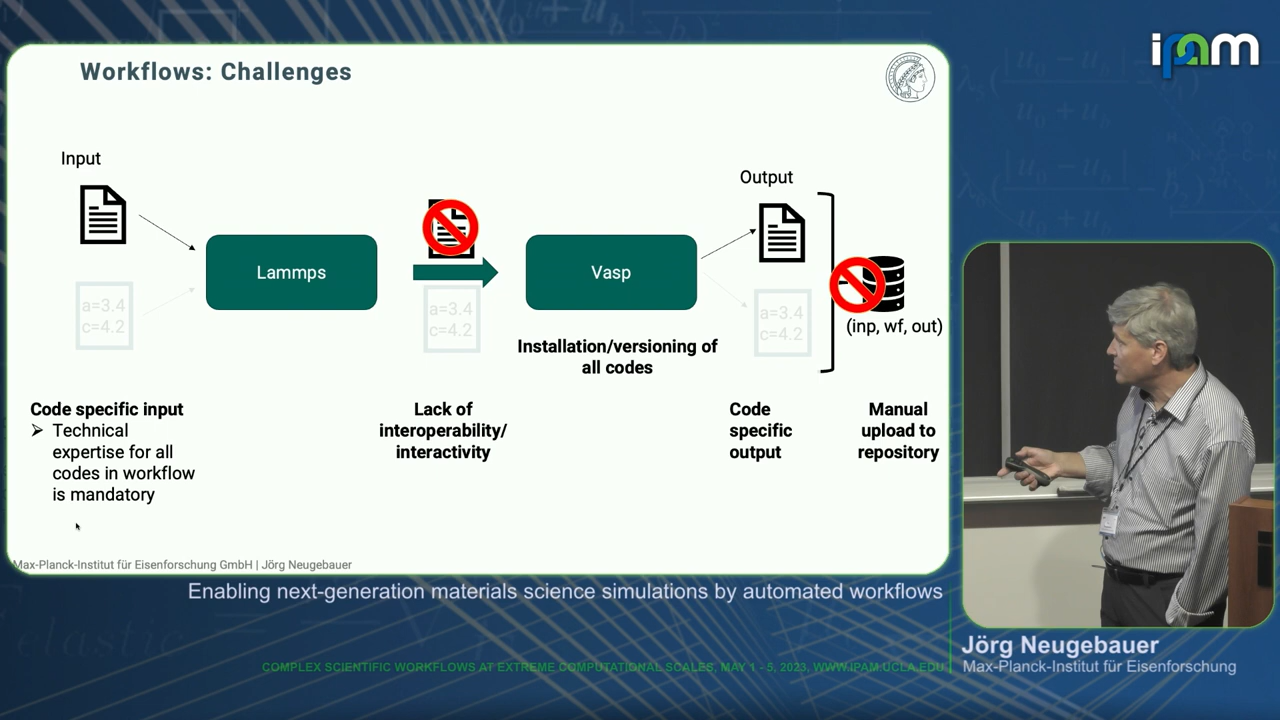 ipam
Workflows: Challenges
Input
Output
Lammps
Vasp
a=3.4
c=4.2
a=3.4
c=4.2
a=3.4
c=4.2
(inp, wf, out)
Installation/versioning of
all codes
Code specific input
➢ Technical
expertise for all
codes in workflow
is mandatory
Lack of
interoperability/
interactivity
Code
specific
output
Manual
upload to
repository
Max-Planck-Institut für Eisenforschung GmbH | Jörg Neugebauer
Enabling next-generation materials science simulations by automated workflows
Jörg Neugebauer
Max-Planck-Institut für Eisenforschung
COMPLEX SCIENTIFIC WORKFLOWS AT EXTREME COMPUTATIONAL SCALES, MAY 1 - 5, 2023, WWW.IPAM.UCLA.EDU
elastic